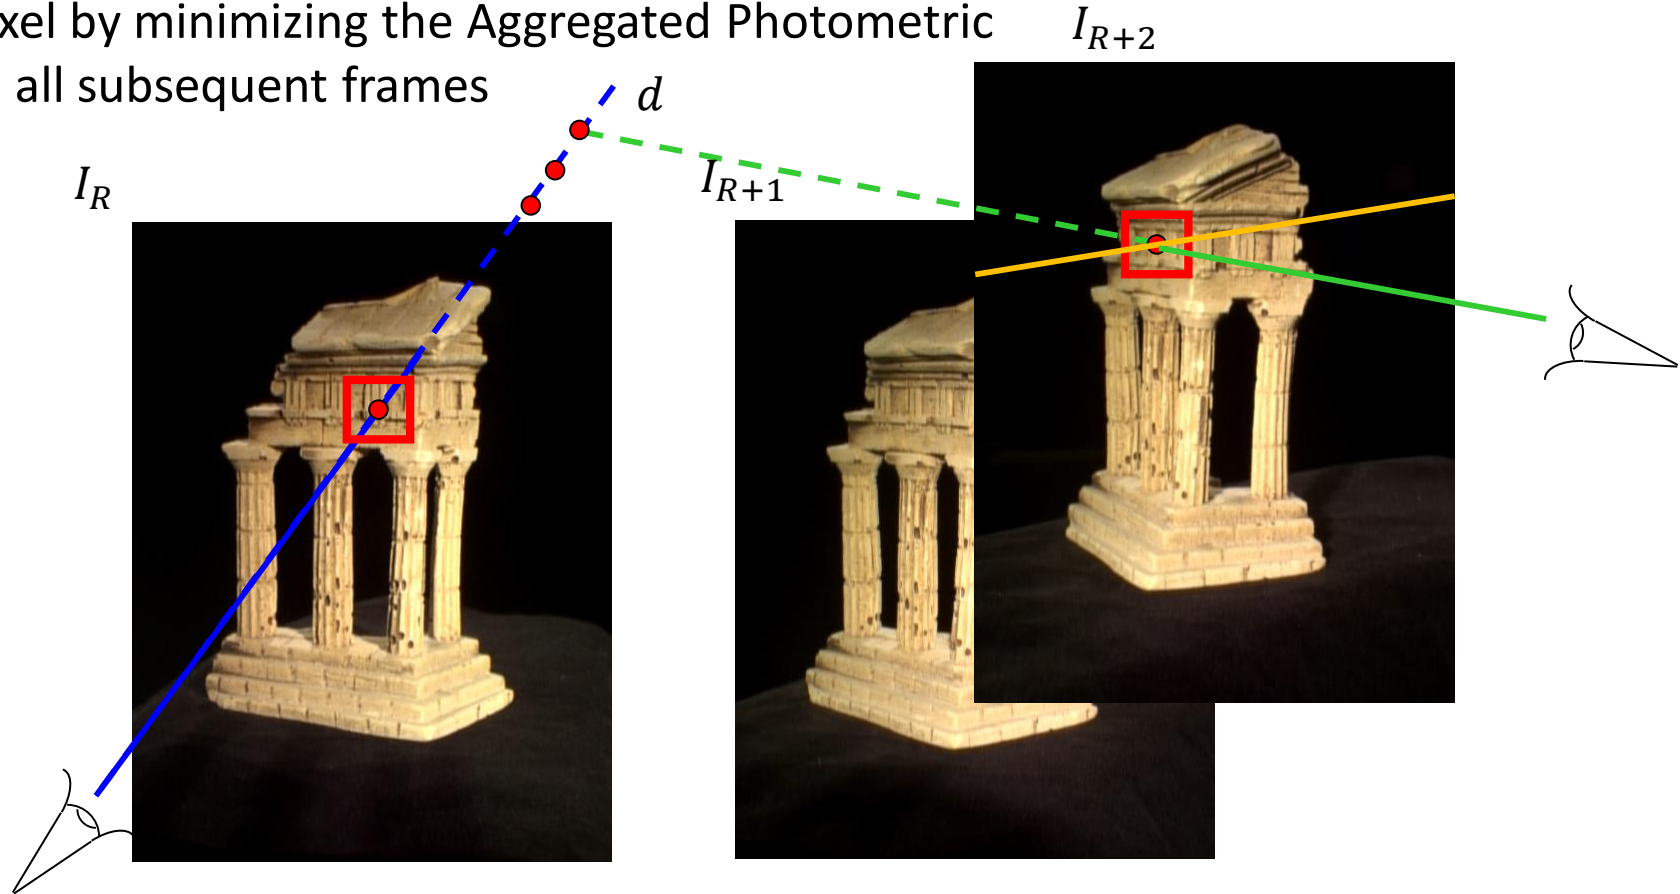 xel by minimizing the Aggregated Photometric
all subsequent frames
I_{R+2}
d
I_R
I_{R+1}